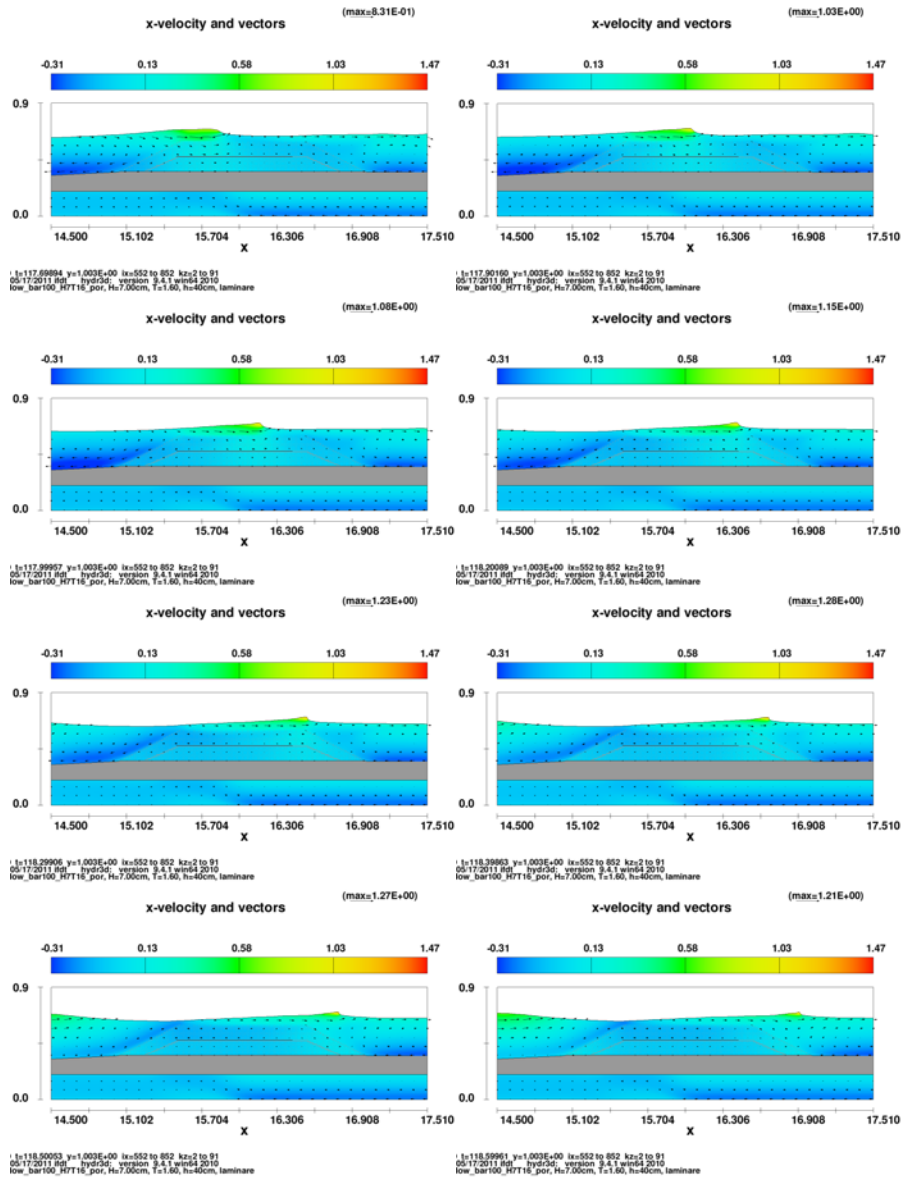 (max=8.31E-01)
x-velocity and vectors
-0.31 0.13 0.58 1.03 1.47
0.9
0.0
14.500 15.102 15.704 16.306 16.908 17.510
x
t=117.69894 y=1.003E+00 ix=552 to 852 kz=2 to 91
05/17/2011 ifdt hydr3d: version 9.4.1 win64 2010
low_bar100_H7T16_por, H=7.00cm, T=1.60, h=40cm, laminare
(max=1.03E+00)
x-velocity and vectors
-0.31 0.13 0.58 1.03 1.47
0.9
0.0
14.500 15.102 15.704 16.306 16.908 17.510
x
t=117.90160 y=1.003E+00 ix=552 to 852 kz=2 to 91
05/17/2011 ifdt hydr3d: version 9.4.1 win64 2010
low_bar100_H7T16_por, H=7.00cm, T=1.60, h=40cm, laminare
(max=1.08E+00)
x-velocity and vectors
-0.31 0.13 0.58 1.03 1.47
0.9
0.0
14.500 15.102 15.704 16.306 16.908 17.510
x
t=117.99957 y=1.003E+00 ix=552 to 852 kz=2 to 91
05/17/2011 ifdt hydr3d: version 9.4.1 win64 2010
low_bar100_H7T16_por, H=7.00cm, T=1.60, h=40cm, laminare
(max=1.15E+00)
x-velocity and vectors
-0.31 0.13 0.58 1.03 1.47
0.9
0.0
14.500 15.102 15.704 16.306 16.908 17.510
x
t=118.20089 y=1.003E+00 ix=552 to 852 kz=2 to 91
05/17/2011 ifdt hydr3d: version 9.4.1 win64 2010
low_bar100_H7T16_por, H=7.00cm, T=1.60, h=40cm, laminare
(max=1.23E+00)
x-velocity and vectors
-0.31 0.13 0.58 1.03 1.47
0.9
0.0
14.500 15.102 15.704 16.306 16.908 17.510
x
t=118.29906 y=1.003E+00 ix=552 to 852 kz=2 to 91
05/17/2011 ifdt hydr3d: version 9.4.1 win64 2010
low_bar100_H7T16_por, H=7.00cm, T=1.60, h=40cm, laminare
(max=1.28E+00)
x-velocity and vectors
-0.31 0.13 0.58 1.03 1.47
0.9
0.0
14.500 15.102 15.704 16.306 16.908 17.510
x
t=118.39863 y=1.003E+00 ix=552 to 852 kz=2 to 91
05/17/2011 ifdt hydr3d: version 9.4.1 win64 2010
low_bar100_H7T16_por, H=7.00cm, T=1.60, h=40cm, laminare
(max=1.27E+00)
x-velocity and vectors
-0.31 0.13 0.58 1.03 1.47
0.9
0.0
14.500 15.102 15.704 16.306 16.908 17.510
x
t=118.50053 y=1.003E+00 ix=552 to 852 kz=2 to 91
05/17/2011 ifdt hydr3d: version 9.4.1 win64 2010
low_bar100_H7T16_por, H=7.00cm, T=1.60, h=40cm, laminare
(max=1.21E+00)
x-velocity and vectors
-0.31 0.13 0.58 1.03 1.47
0.9
0.0
14.500 15.102 15.704 16.306 16.908 17.510
x
t=118.59961 y=1.003E+00 ix=552 to 852 kz=2 to 91
05/17/2011 ifdt hydr3d: version 9.4.1 win64 2010
low_bar100_H7T16_por, H=7.00cm, T=1.60, h=40cm, laminare